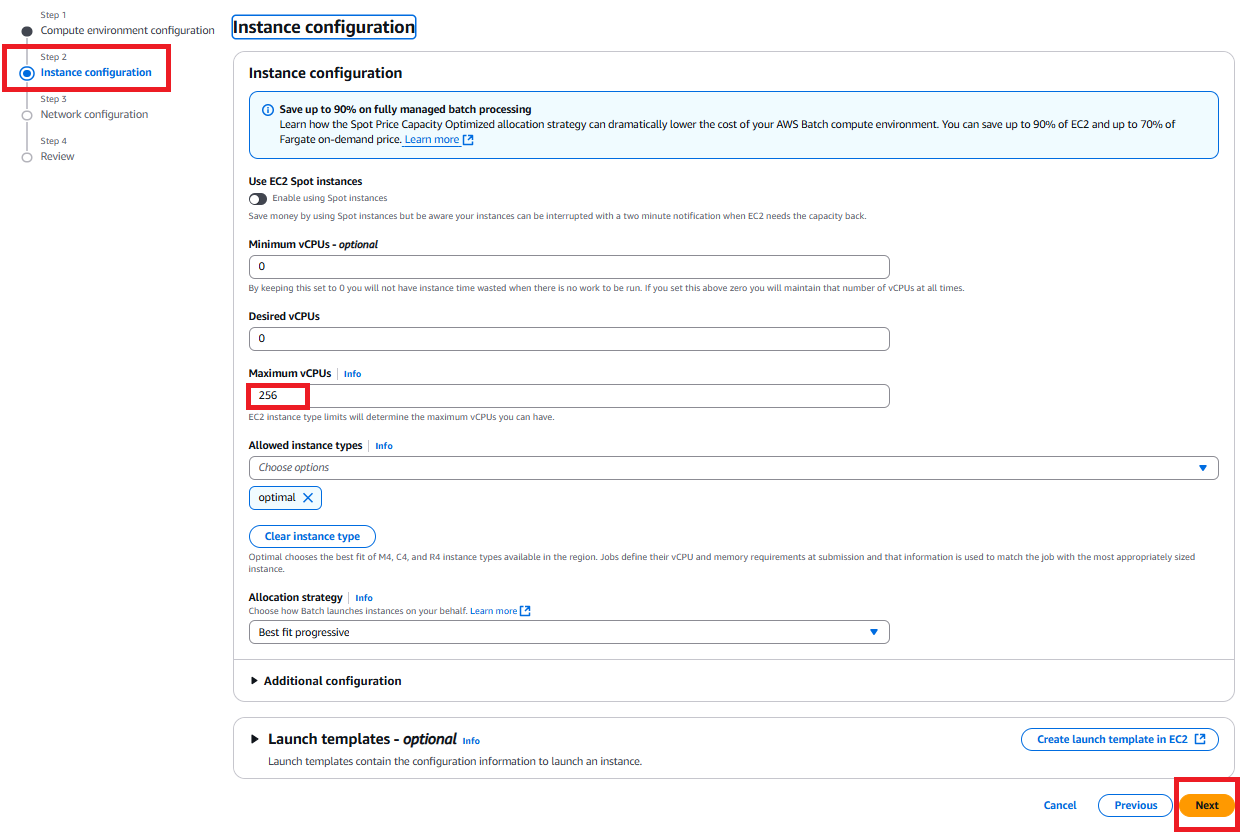 Step 1
Compute environment configuration
Step 2
Instance configuration
Step 3
Network configuration
Step 4
Review
Instance configuration
Instance configuration
Save up to 90% on fully managed batch processing
Learn how the Spot Price Capacity Optimized allocation strategy can dramatically lower the cost of your AWS Batch compute environment. You can save up to 90% of EC2 and up to 70% of
Fargate on-demand price. Learn more
Use EC2 Spot instances
Enable using Spot instances
Save money by using Spot instances but be aware your instances can be interrupted with a two minute notification when EC2 needs the capacity back.
Minimum vCPUs - optional
0
By keeping this set to 0 you will not have instance time wasted when there is no work to be run. If you set this above zero you will maintain that number of vCPUs at all times.
Desired vCPUs
0
Maximum vCPUs Info
256
EC2 instance type limits will determine the maximum vCPUs you can have.
Allowed instance types Info
Choose options
optimal
Clear instance type
Optimal chooses the best fit of M4, C4, and R4 instance types available in the region. Jobs define their vCPU and memory requirements at submission and that information is used to match the job with the most appropriately sized
instance.
Allocation strategy Info
Choose how Batch launches instances on your behalf. Learn more
Best fit progressive
Additional configuration
Launch templates - optional Info
Create launch template in EC2
Launch templates contain the configuration information to launch an instance.
Cancel Previous Next